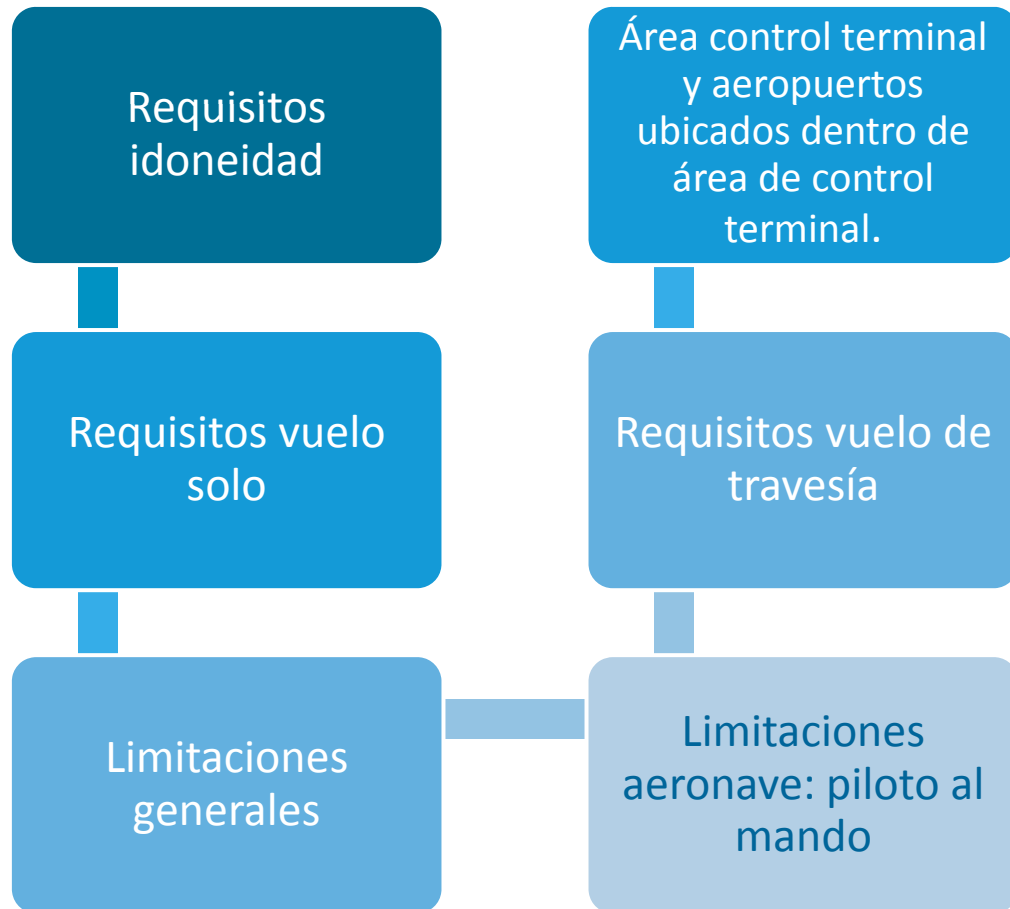 Requisitos
idoneidad
Requisitos vuelo
solo
Limitaciones
generales
Limitaciones
aeronave: piloto al
mando
Requisitos vuelo de
travesía
Área control terminal
y aeropuertos
ubicados dentro de
área de control
terminal.